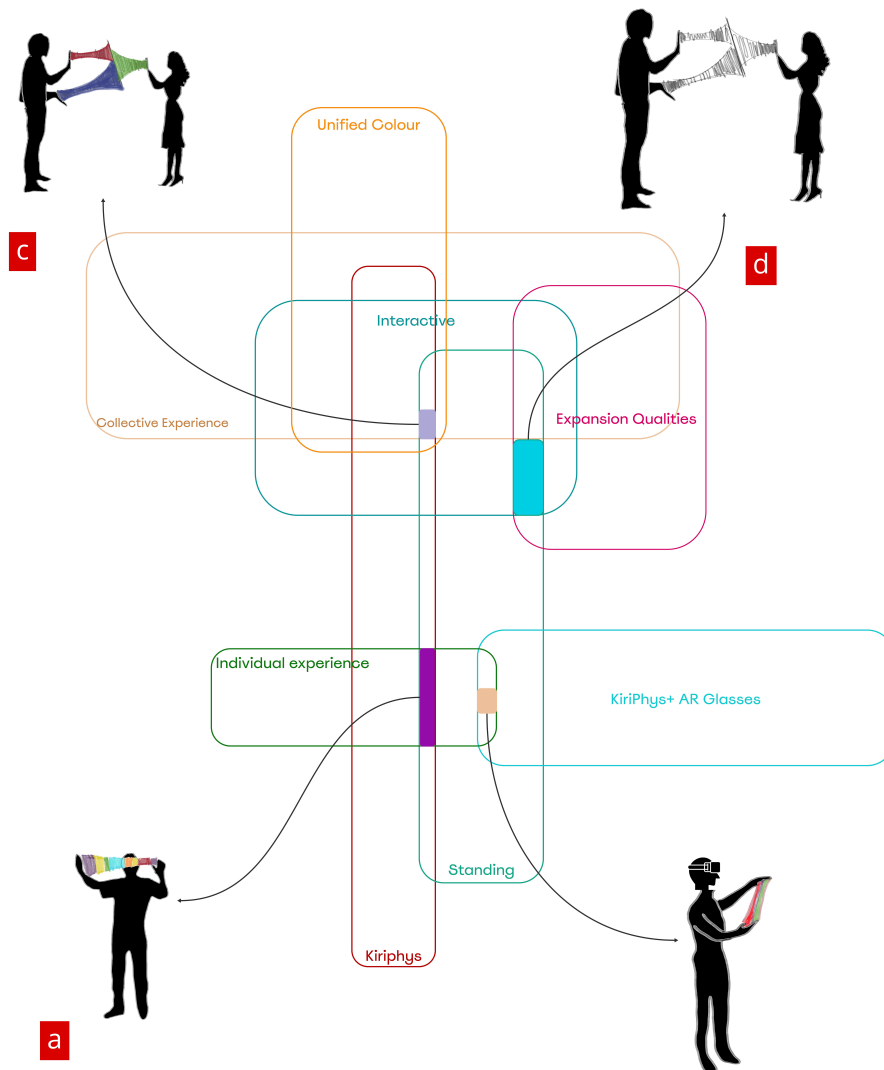 Unified Colour
c
d
Interactive
Expansion Qualities
Collective Experience
Individual experience
KiriPhys+ AR Glasses
Standing
Kiriphys
a